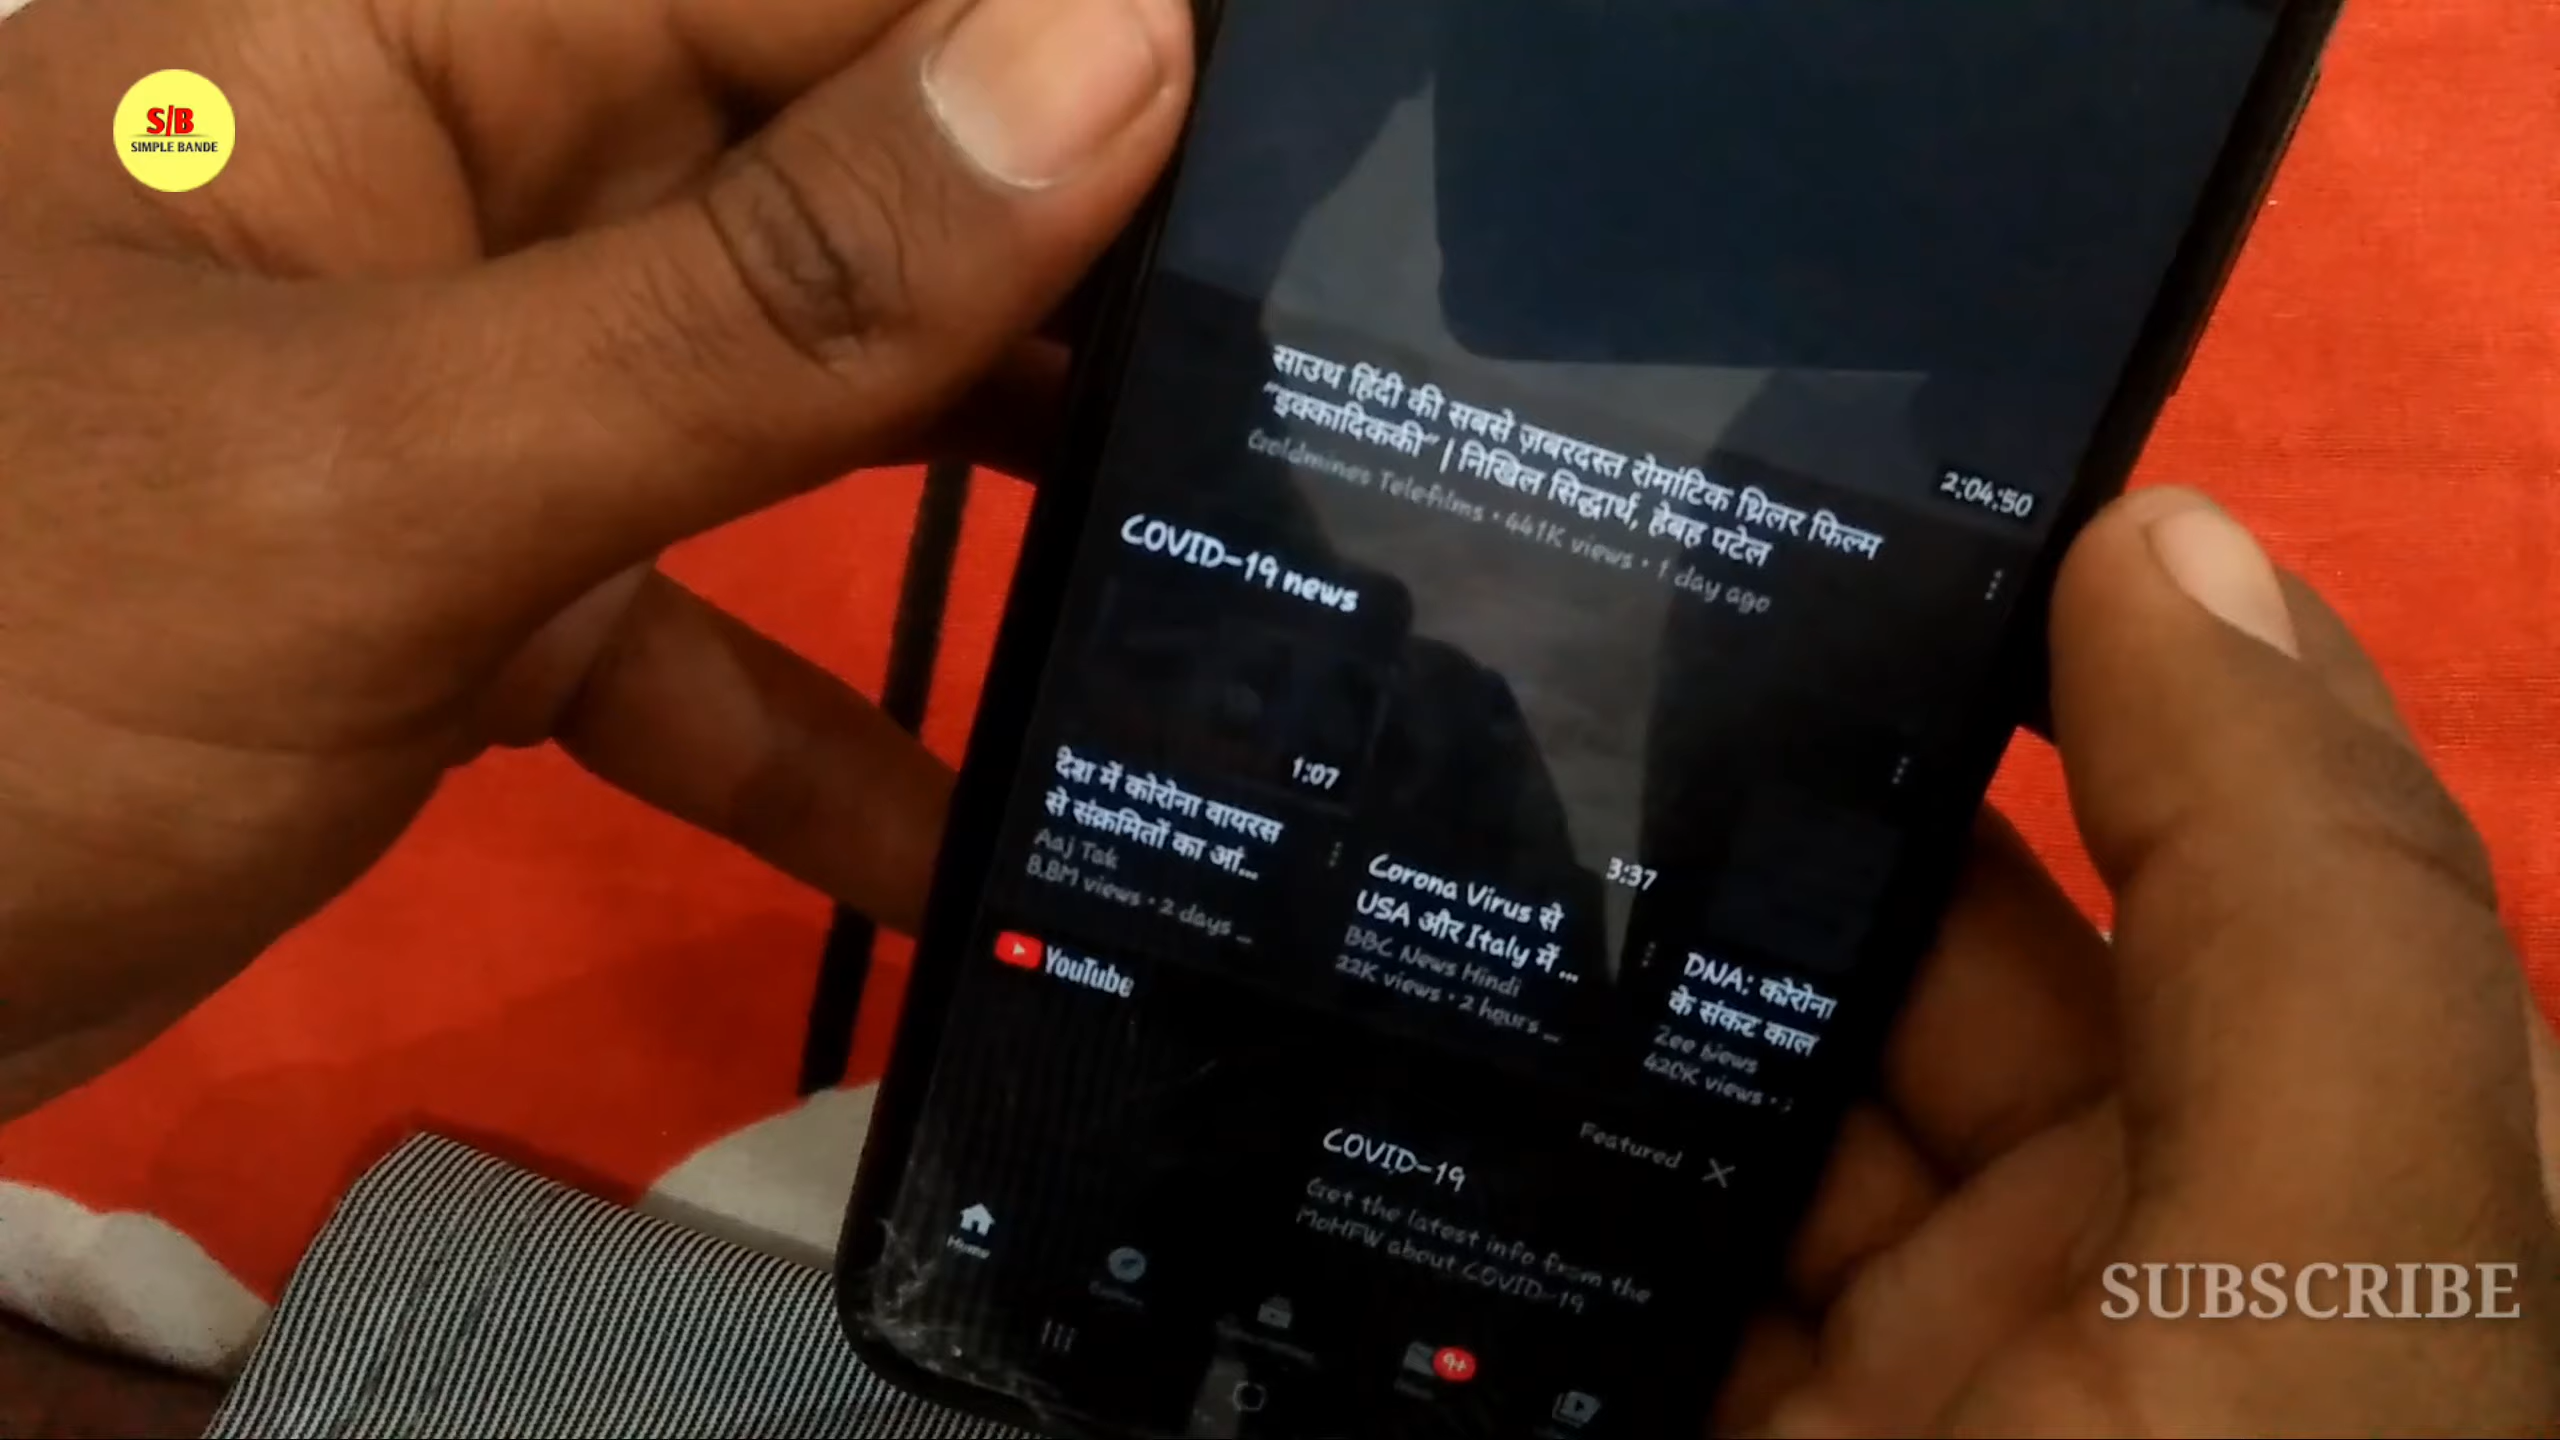 S/B
SIMPLE BANDE
2:04:50
साउथ हिंदी की सबसे ज़बरदस्त रोमांटिक थ्रिलर फिल्म
"इक्कादिककी" | निखिल सिद्धार्थ, हेबह पटेल
Goldmines Telefilms • 441K views • 1 day ago
COVID-19 news
1:07
देश में कोरोना वायरस
से संक्रमितों का आं...
Aaj Tak
8.8M views • 2 days ...
3:37
Corona Virus से
USA और Italy में ...
BBC News Hindi
22K views • 2 hours ...
DNA: कोरोना
के संकट काल
Zee News
420K views •
YouTube
Featured
COVID-19
Get the latest info from the
MoHFW about COVID-19
Home
9+
SUBSCRIBE